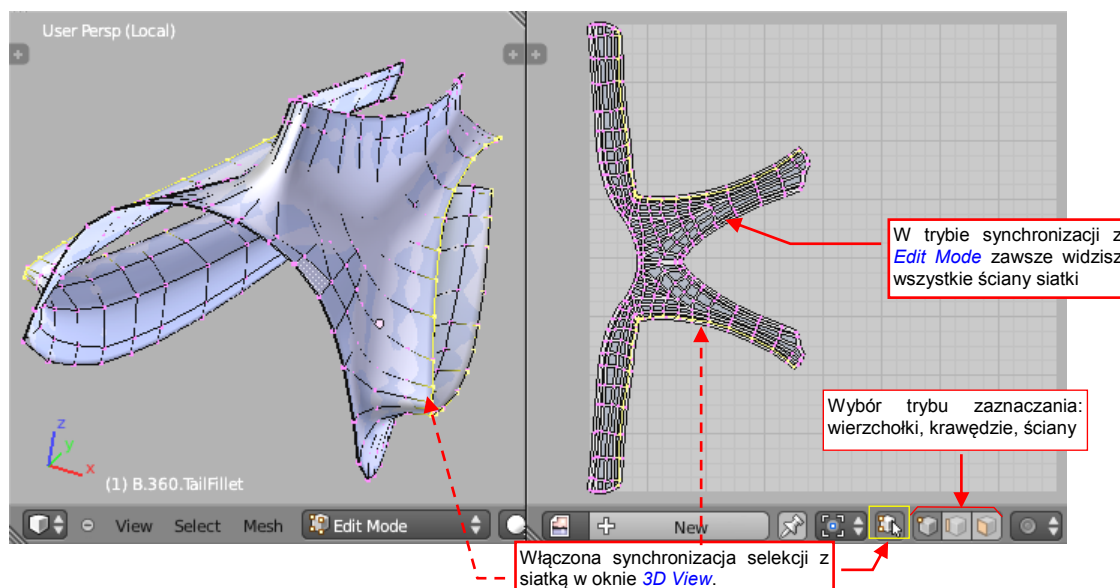 User Persp (Local)
W trybie synchronizacji z
Edit Mode zawsze widzisz
wszystkie ściany siatki
Wybór trybu zaznaczania:
wierzchołki, krawędzie, ściany
z
y
x
(1) B.360.TailFillet
View Select Mesh Edit Mode
New
Włączona synchronizacja selekcji z
siatką w oknie 3D View.